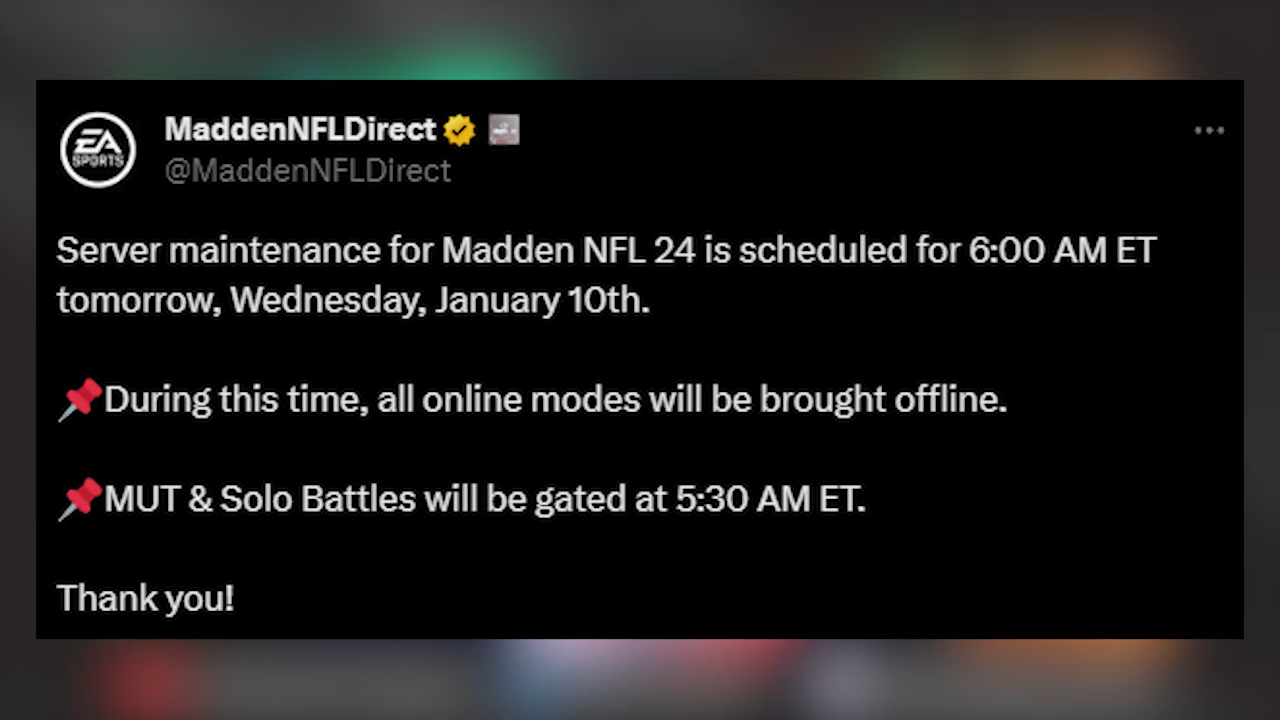 EA
SPORTS
MaddenNFLDirect
@MaddenNFLDirect
Server maintenance for Madden NFL 24 is scheduled for 6:00 AM ET
tomorrow, Wednesday, January 10th.
📌During this time, all online modes will be brought offline.
📌MUT & Solo Battles will be gated at 5:30 AM ET.
Thank you!